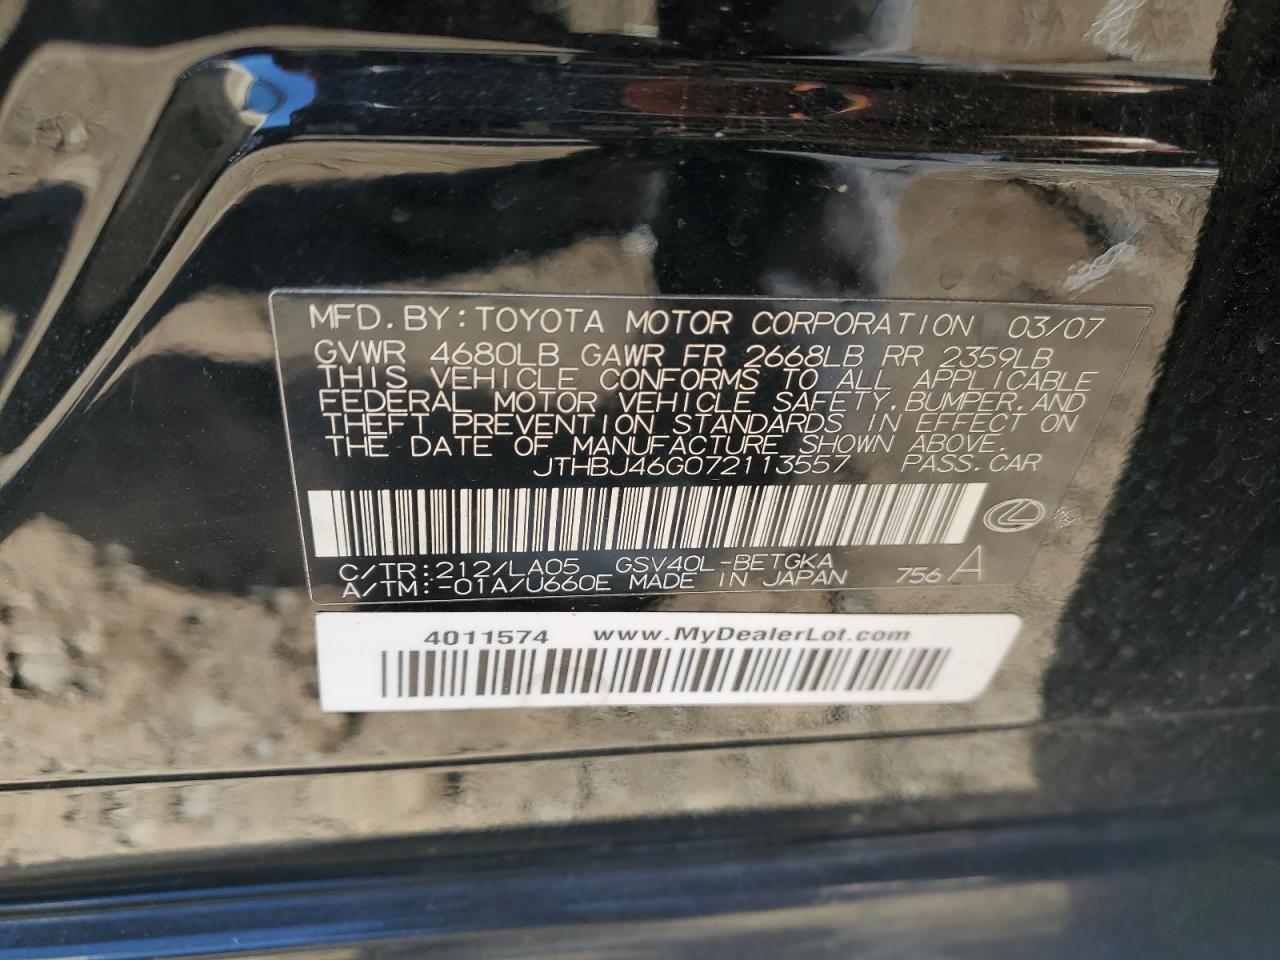 MFD. BY: TOYOTA MOTOR CORPORATION 03/07
GVWR 4680LB GAWR FR 2668LB RR 2359LB
THIS VEHICLE CONFORMS TO ALL APPLICABLE
FEDERAL MOTOR VEHICLE SAFETY, BUMPER, AND
THEFT PREVENTION STANDARDS IN EFFECT ON
THE DATE OF MANUFACTURE SHOWN ABOVE.
JTHBJ46G072113557 PASS. CAR
C/TR: 212/LA05 GSV40L-BETGKA
A/TM: -01A/U660E MADE IN JAPAN 756 A
4011574 www.MyDealerLot.com